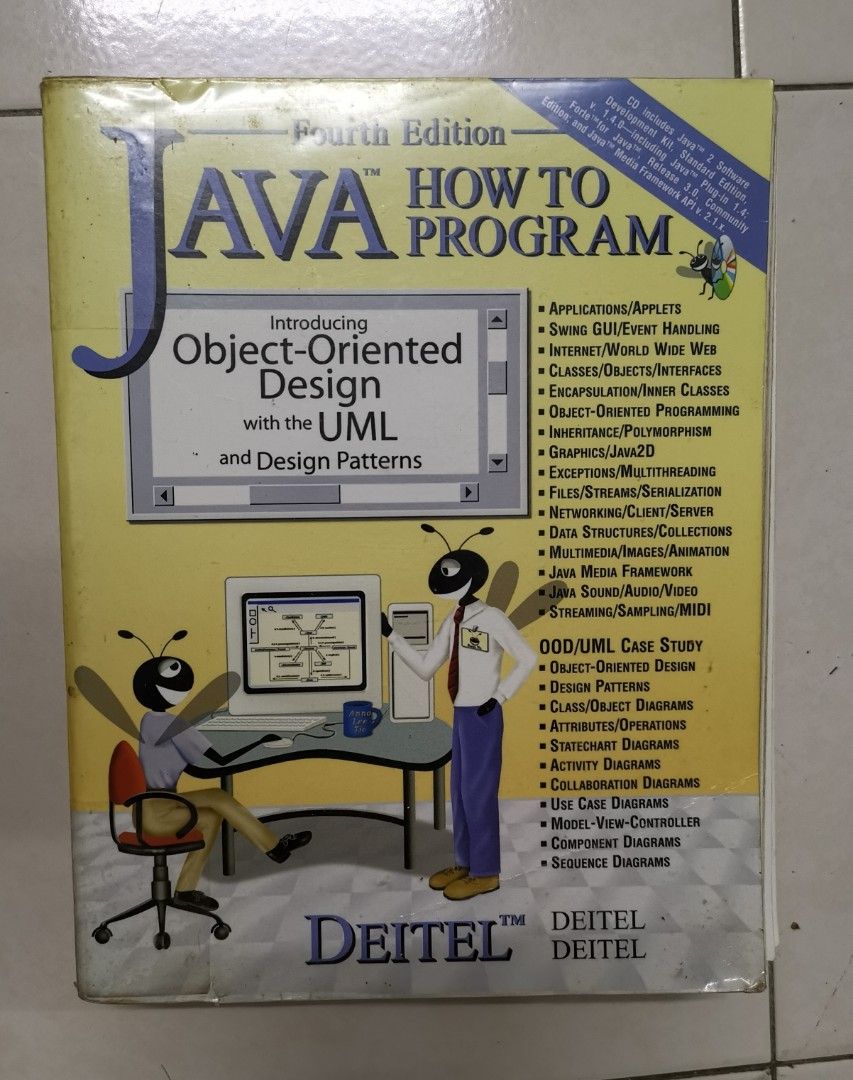 Fourth Edition
JAVA™ HOW TO
PROGRAM
CD includes Java™ 2 Software
Development Kit, Standard Edition,
v. 1.4.0—including Java™ Plug-in 1.4;
Forte™ for Java™, Release 3.0, Community
Edition; and Java™ Media Framework API v. 2.1.x.
Introducing
Object-Oriented
Design
with the UML
and Design Patterns
▪ APPLICATIONS/APPLETS
▪ SWING GUI/EVENT HANDLING
▪ INTERNET/WORLD WIDE WEB
▪ CLASSES/OBJECTS/INTERFACES
▪ ENCAPSULATION/INNER CLASSES
▪ OBJECT-ORIENTED PROGRAMMING
▪ INHERITANCE/POLYMORPHISM
▪ GRAPHICS/JAVA2D
▪ EXCEPTIONS/MULTITHREADING
▪ FILES/STREAMS/SERIALIZATION
▪ NETWORKING/CLIENT/SERVER
▪ DATA STRUCTURES/COLLECTIONS
▪ MULTIMEDIA/IMAGES/ANIMATION
▪ JAVA MEDIA FRAMEWORK
▪ JAVA SOUND/AUDIO/VIDEO
▪ STREAMING/SAMPLING/MIDI
OOD/UML CASE STUDY
▪ OBJECT-ORIENTED DESIGN
▪ DESIGN PATTERNS
▪ CLASS/OBJECT DIAGRAMS
▪ ATTRIBUTES/OPERATIONS
▪ STATECHART DIAGRAMS
▪ ACTIVITY DIAGRAMS
▪ COLLABORATION DIAGRAMS
▪ USE CASE DIAGRAMS
▪ MODEL-VIEW-CONTROLLER
▪ COMPONENT DIAGRAMS
▪ SEQUENCE DIAGRAMS
Anno
Lee
Tic
DEITEL™
DEITEL
DEITEL